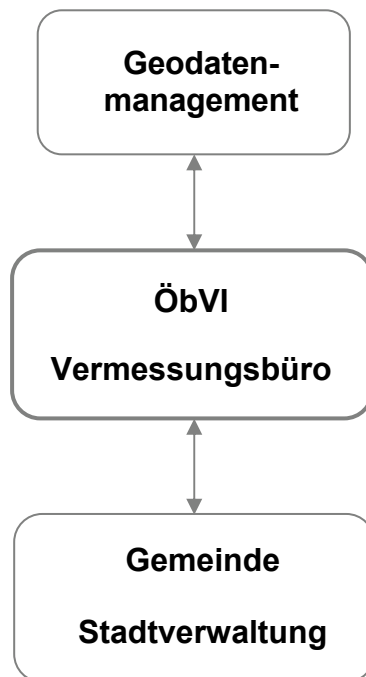 Geodaten-
management
ÖbVI
Vermessungsbüro
Gemeinde
Stadtverwaltung